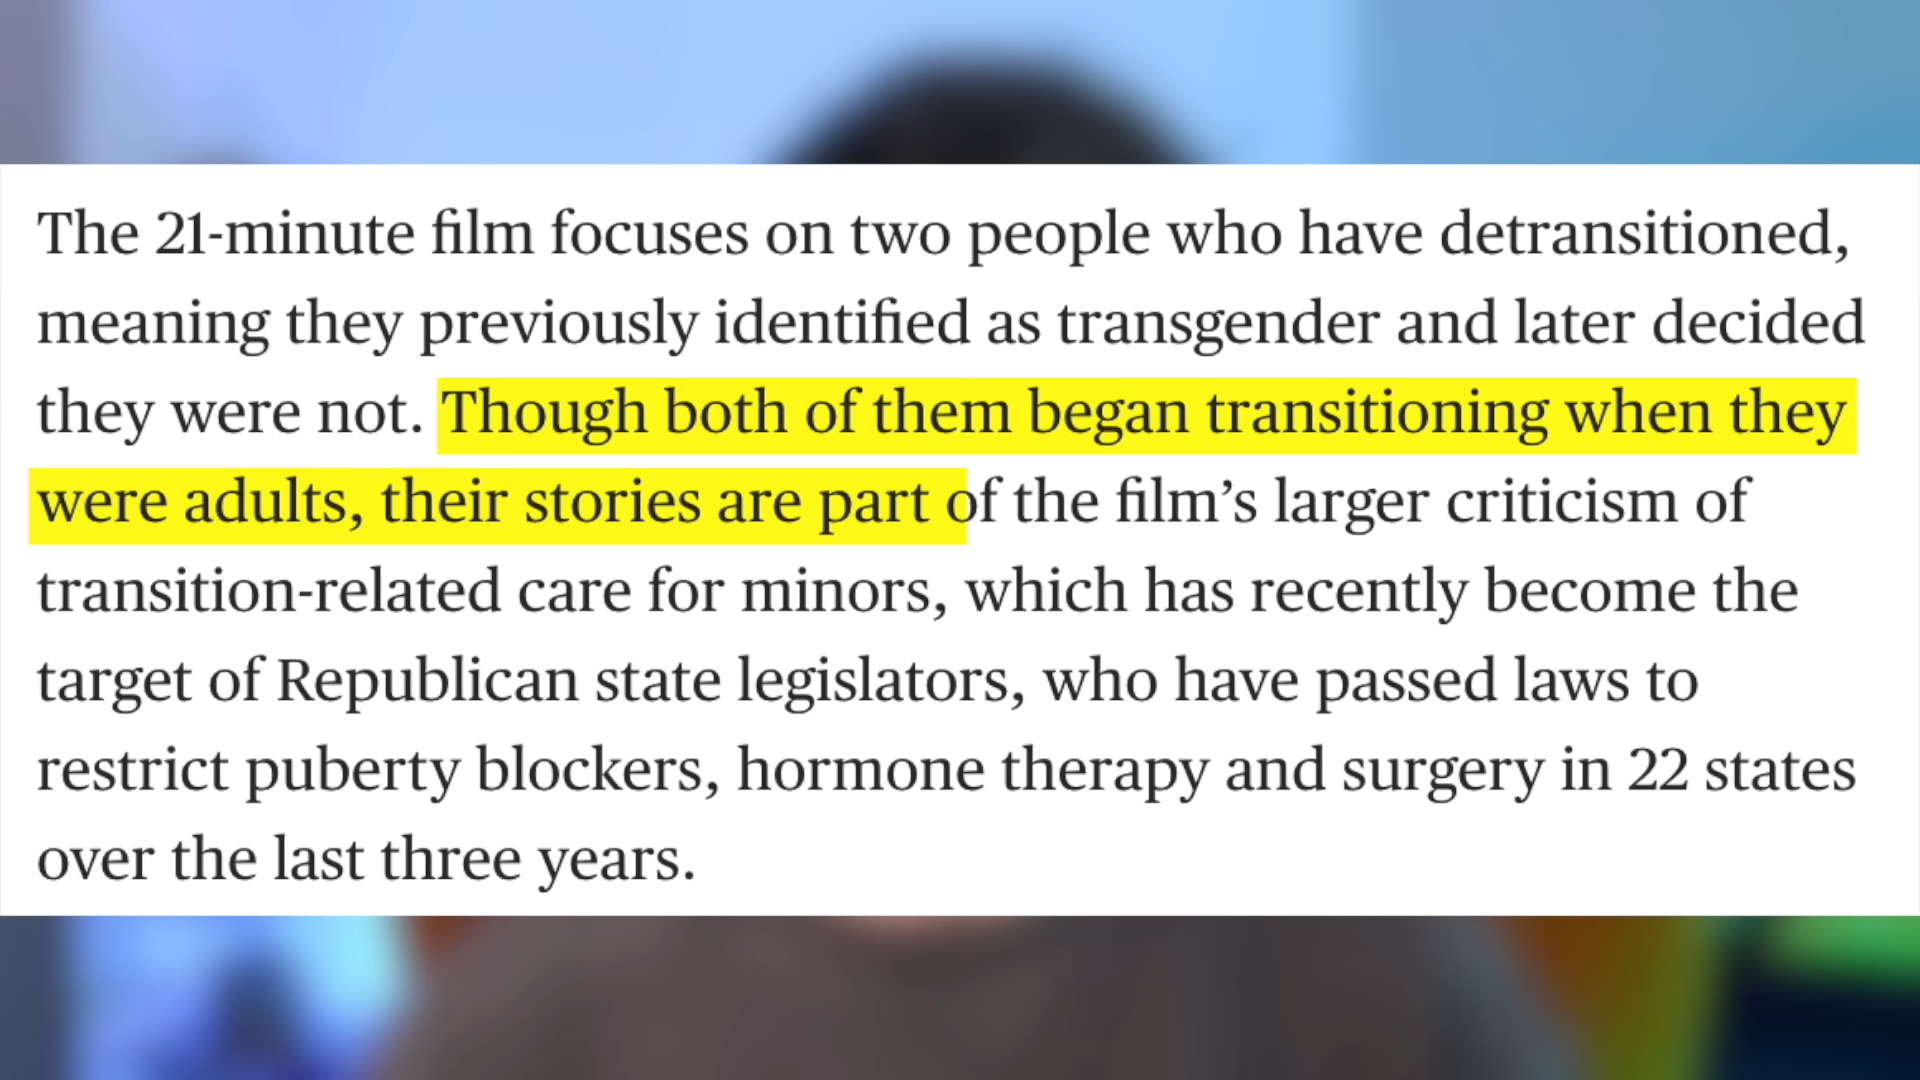 The 21-minute film focuses on two people who have detransitioned,
meaning they previously identified as transgender and later decided
they were not. Though both of them began transitioning when they
were adults, their stories are part of the film’s larger criticism of
transition-related care for minors, which has recently become the
target of Republican state legislators, who have passed laws to
restrict puberty blockers, hormone therapy and surgery in 22 states
over the last three years.